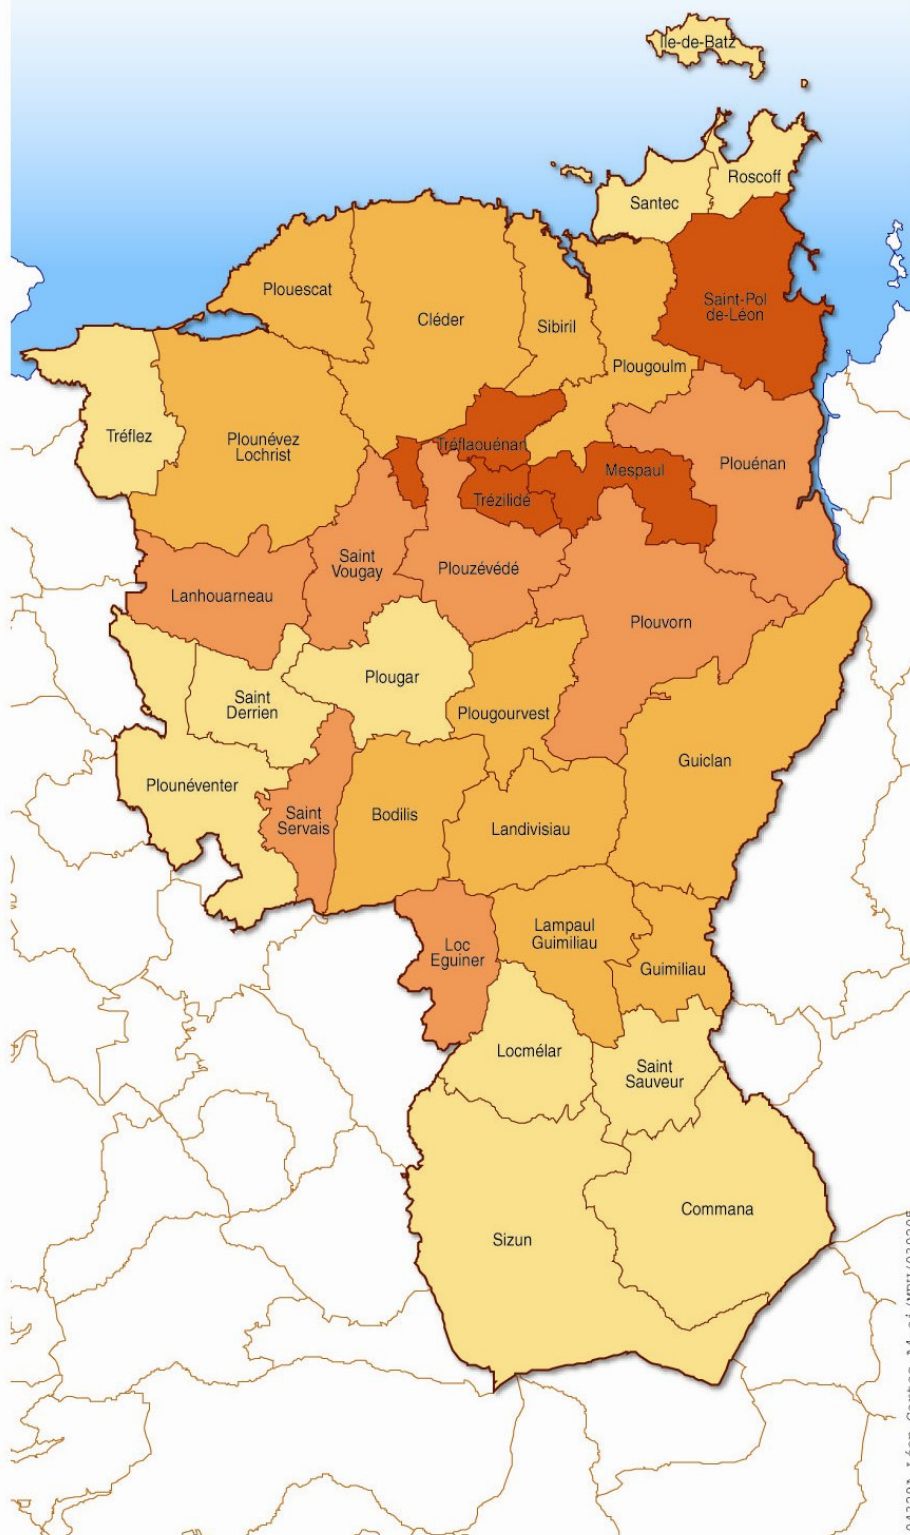 Ile-de-Batz
Roscoff
Santec
Plouescat
Cléder
Sibiril
Saint-Pol
de-Léon
Plougoulm
Tréflez
Plounévez
Lochrist
Tréflaouénan
Mespaul
Plouénan
Trézilidé
Saint
Vougay
Plouzévédé
Lanhouarneau
Plouvorn
Plougar
Saint
Derrien
Plougourvest
Guiclan
Plounéventer
Saint
Servais
Bodilis
Landivisiau
Loc
Eguiner
Lampaul
Guimiliau
Guimiliau
Locmélar
Saint
Sauveur
Commana
Sizun